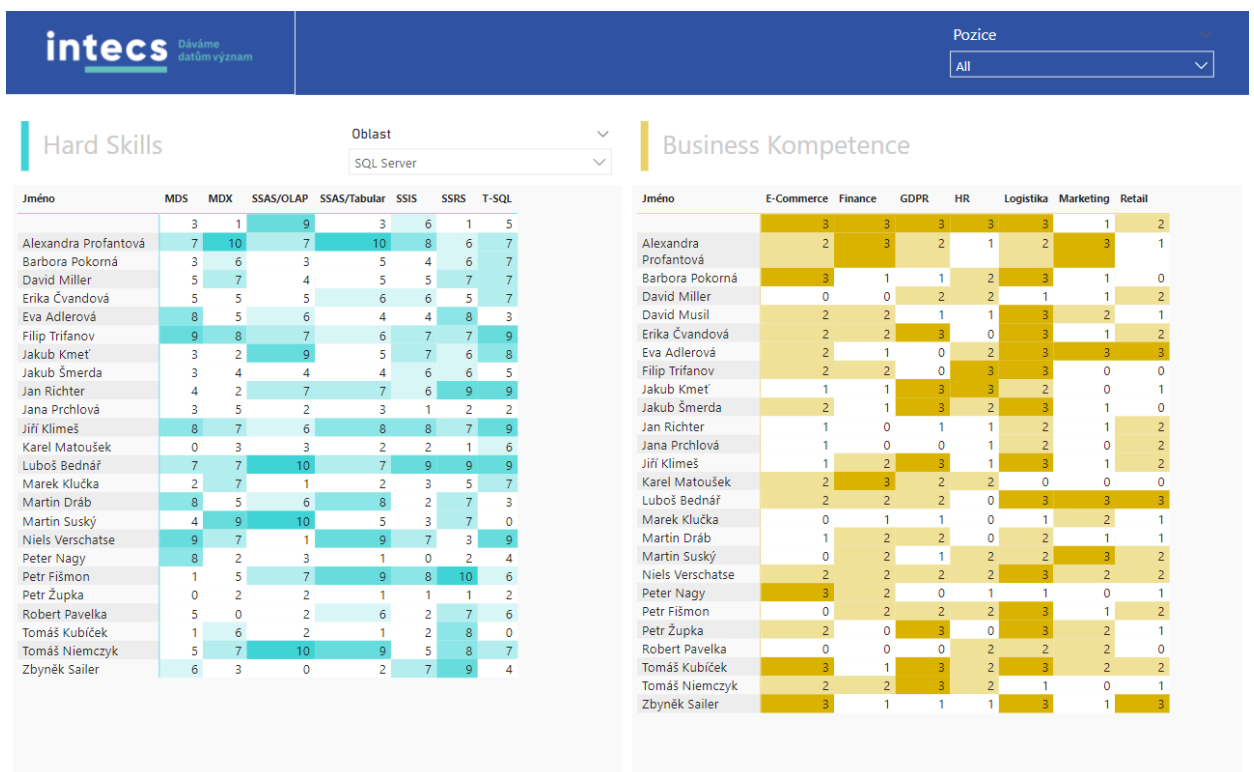 intecs Dáváme
datům význam
Pozice
All
Hard Skills
Oblast
SQL Server
Jméno MDS MDX SSAS/OLAP SSAS/Tabular SSIS SSRS T-SQL
3 1 9 3 6 1 5
Alexandra Profantová 7 10 7 10 8 6 7
Barbora Pokorná 3 6 3 5 4 6 7
David Miller 5 7 4 5 5 7 7
Erika Čvandová 5 5 5 6 6 5 7
Eva Adlerová 8 5 6 4 4 8 3
Filip Trifanov 9 8 7 6 7 7 9
Jakub Kmeť 3 2 9 5 7 6 8
Jakub Šmerda 3 4 4 4 6 6 5
Jan Richter 4 2 7 7 6 9 9
Jana Prchlová 3 5 2 3 1 2 2
Jiří Klimeš 8 7 6 8 8 7 9
Karel Matoušek 0 3 3 2 2 1 6
Luboš Bednář 7 7 10 7 9 9 9
Marek Klučka 2 7 1 2 3 5 7
Martin Dráb 8 5 6 8 2 7 3
Martin Suský 4 9 10 5 3 7 0
Niels Verschatse 9 7 1 9 7 3 9
Peter Nagy 8 2 3 1 0 2 4
Petr Fišmon 1 5 7 9 8 10 6
Petr Župka 0 2 2 1 1 1 2
Robert Pavelka 5 0 2 6 2 7 6
Tomáš Kubíček 1 6 2 1 2 8 0
Tomáš Niemczyk 5 7 10 9 5 8 7
Zbyněk Sailer 6 3 0 2 7 9 4
Business Kompetence
Jméno E-Commerce Finance GDPR HR Logistika Marketing Retail
3 3 3 3 3 1 2
Alexandra 2 3 2 1 2 3 1
Profantová
Barbora Pokorná 3 1 1 2 3 1 0
David Miller 0 0 2 2 1 1 2
David Musil 2 2 1 1 3 2 1
Erika Čvandová 2 2 3 0 3 1 2
Eva Adlerová 2 1 0 2 3 3 3
Filip Trifanov 2 2 0 3 3 0 0
Jakub Kmeť 1 1 3 3 2 0 1
Jakub Šmerda 2 1 3 2 3 1 0
Jan Richter 1 0 1 1 2 1 2
Jana Prchlová 1 0 0 1 2 0 2
Jiří Klimeš 1 2 3 1 3 1 2
Karel Matoušek 2 3 2 2 0 0 0
Luboš Bednář 2 2 2 0 3 3 3
Marek Klučka 0 1 1 0 1 2 1
Martin Dráb 1 2 2 0 2 1 1
Martin Suský 0 2 1 2 2 3 2
Niels Verschatse 2 2 2 2 3 2 2
Peter Nagy 3 2 0 1 1 0 1
Petr Fišmon 0 2 2 2 3 1 2
Petr Župka 2 0 3 0 3 2 1
Robert Pavelka 0 0 0 2 2 2 0
Tomáš Kubíček 3 1 3 2 3 2 2
Tomáš Niemczyk 2 2 3 2 1 0 1
Zbyněk Sailer 3 1 1 1 3 1 3